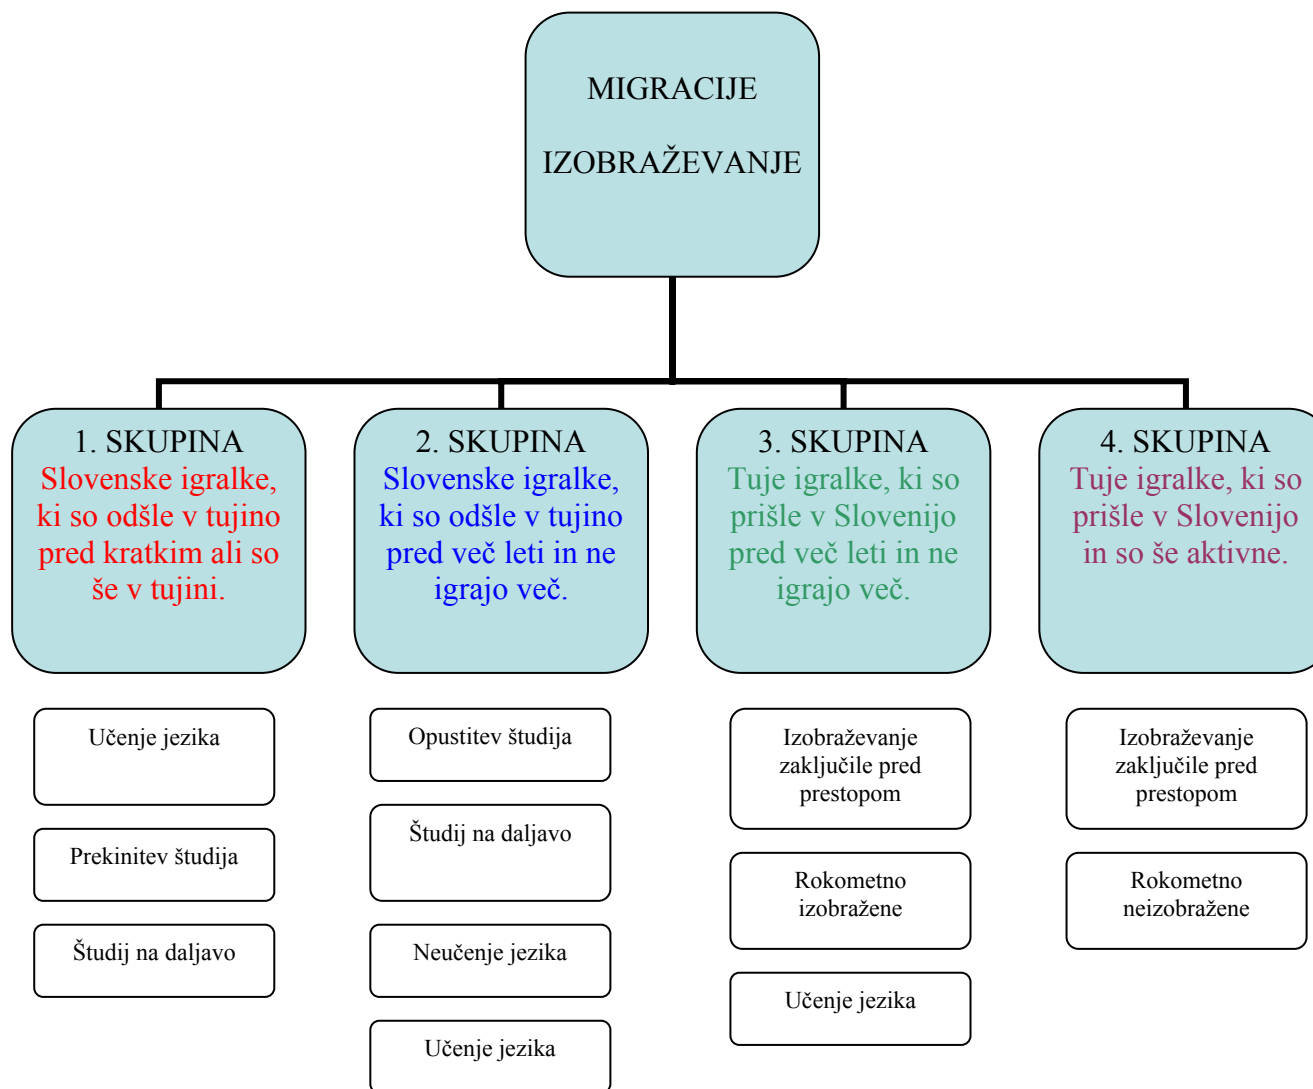 MIGRACIJE
IZOBRAŽEVANJE
1. SKUPINA
Slovenske igralke,
ki so odšle v tujino
pred kratkim ali so
še v tujini.
2. SKUPINA
Slovenske igralke,
ki so odšle v tujino
pred več leti in ne
igrajo več.
3. SKUPINA
Tuje igralke, ki so
prišle v Slovenijo
pred več leti in ne
igrajo več.
4. SKUPINA
Tuje igralke, ki so
prišle v Slovenijo
in so še aktivne.
Učenje jezika
Prekinitev študija
Študij na daljavo
Opustitev študija
Študij na daljavo
Neučenje jezika
Učenje jezika
Izobraževanje
zaključile pred
prestopom
Rokometno
izobražene
Učenje jezika
Izobraževanje
zaključile pred
prestopom
Rokometno
neizobražene